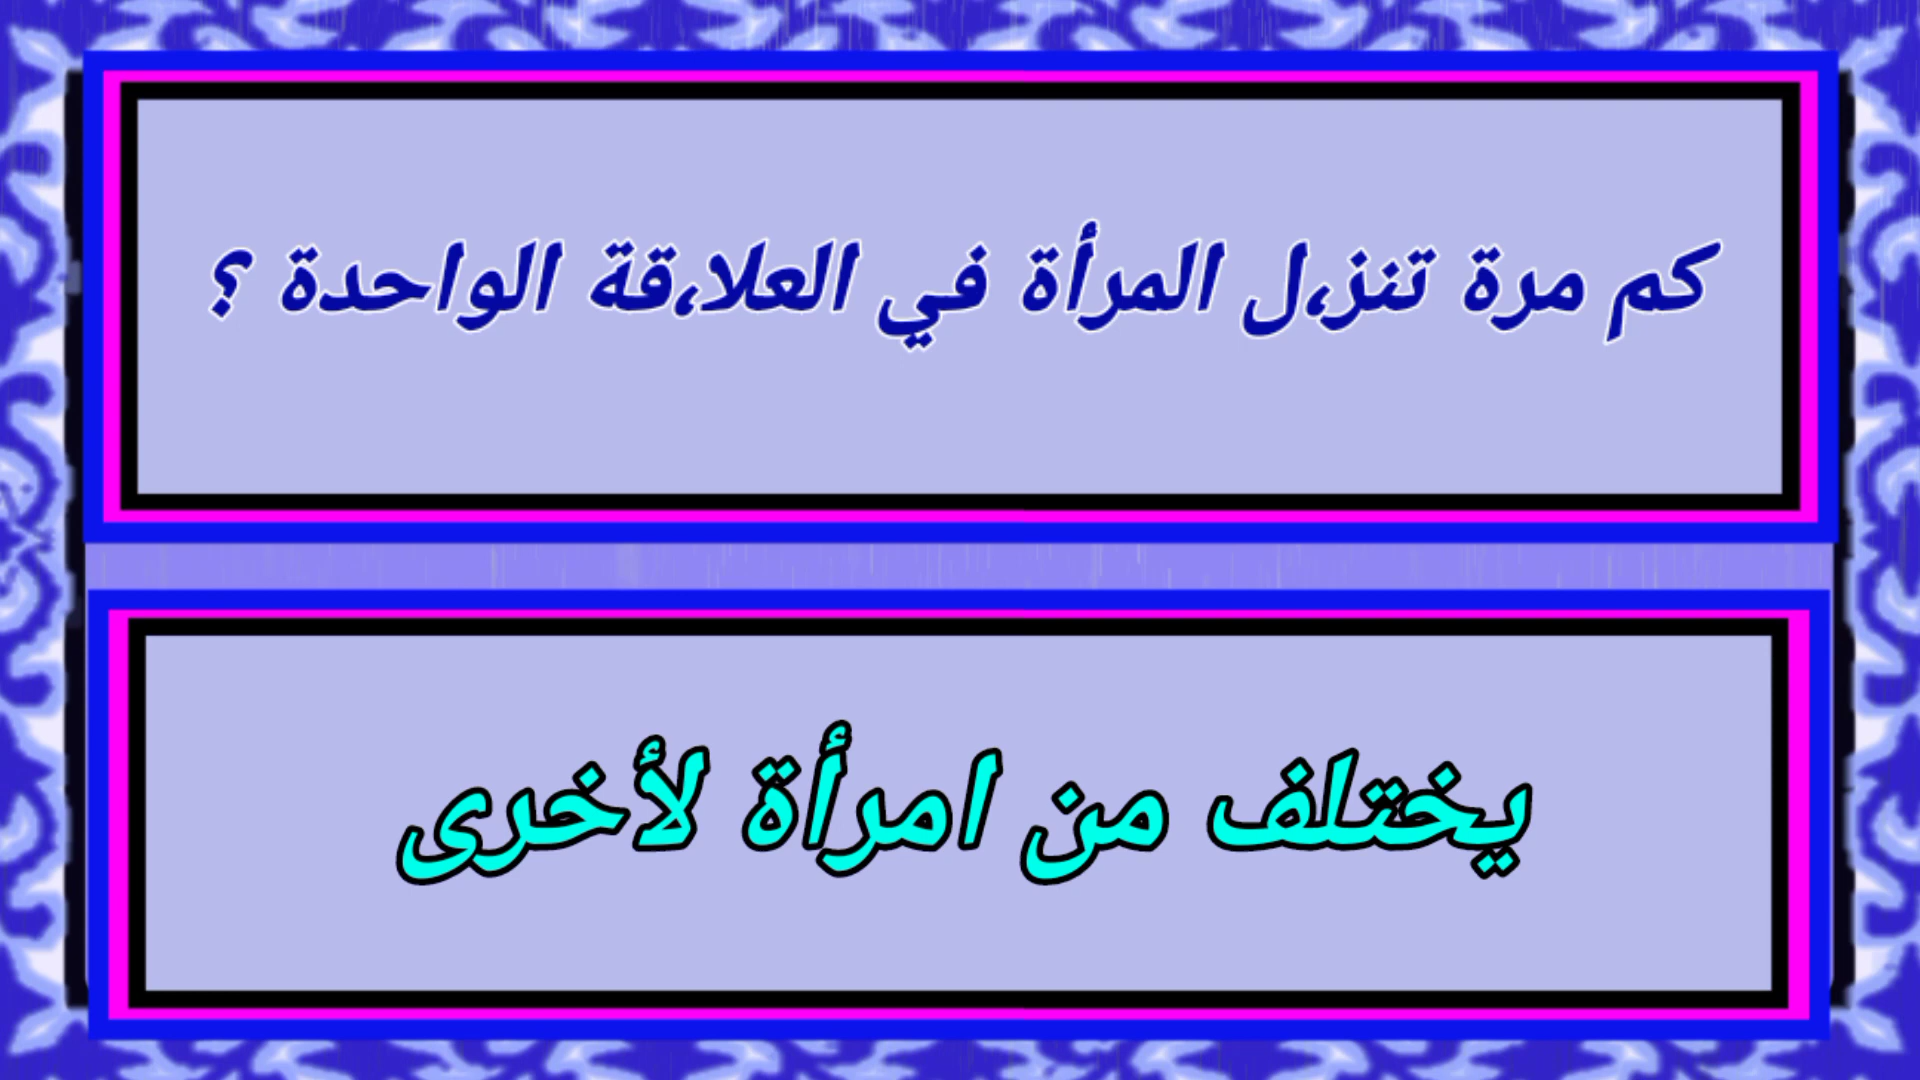 كم مرة تنز،ل المرأة في العلا،قة الواحدة ؟
يختلف من امرأة لأخرى